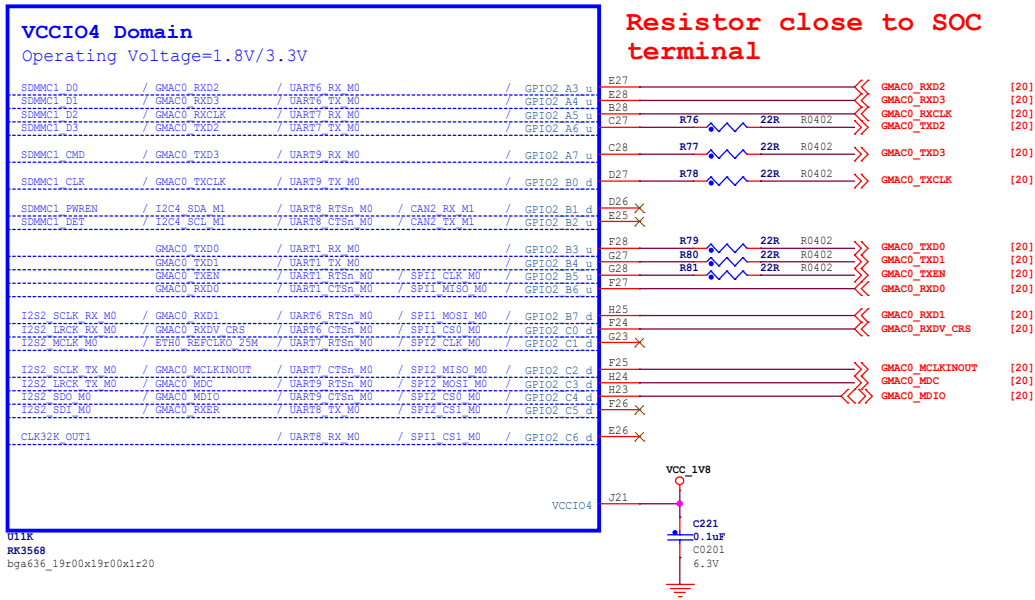 VCCIO4 Domain
Operating Voltage=1.8V/3.3V
Resistor close to SOC
terminal
SDMMC1_D0 / GMAC0_RXD2 / UART6_RX_M0 / GPIO2_A3_u E27 GMAC0_RXD2 [20]
SDMMC1_D1 / GMAC0_RXD3 / UART6_TX_M0 / GPIO2_A4_u E28 GMAC0_RXD3 [20]
SDMMC1_D2 / GMAC0_RXCLK / UART7_RX_M0 / GPIO2_A5_u B28 GMAC0_RXCLK [20]
SDMMC1_D3 / GMAC0_TXD2 / UART7_TX_M0 / GPIO2_A6_u C27 R76 22R R0402 GMAC0_TXD2 [20]
SDMMC1_CMD / GMAC0_TXD3 / UART9_RX_M0 / GPIO2_A7_u C28 R77 22R R0402 GMAC0_TXD3 [20]
SDMMC1_CLK / GMAC0_TXCLK / UART9_TX_M0 / GPIO2_B0_d D27 R78 22R R0402 GMAC0_TXCLK [20]
SDMMC1_PWREN / I2C4_SDA_M1 / UART8_RTSn_M0 / CAN2_RX_M1 / GPIO2_B1_d D26
SDMMC1_DET / I2C4_SCL_M1 / UART8_CTSn_M0 / CAN2_TX_M1 / GPIO2_B2_u E25
GMAC0_TXD0 / UART1_RX_M0 / GPIO2_B3_u F28 R79 22R R0402 GMAC0_TXD0 [20]
GMAC0_TXD1 / UART1_TX_M0 / GPIO2_B4_u G27 R80 22R R0402 GMAC0_TXD1 [20]
GMAC0_TXEN / UART1_RTSn_M0 / SPI1_CLK_M0 / GPIO2_B5_u G28 R81 22R R0402 GMAC0_TXEN [20]
GMAC0_RXD0 / UART1_CTSn_M0 / SPI1_MISO_M0 / GPIO2_B6_u F27 GMAC0_RXD0 [20]
I2S2_SCLK_RX_M0 / GMAC0_RXD1 / UART6_RTSn_M0 / SPI1_MOSI_M0 / GPIO2_B7_d H25 GMAC0_RXD1 [20]
I2S2_LRCK_RX_M0 / GMAC0_RXDV_CRS / UART6_CTSn_M0 / SPI1_CS0_M0 / GPIO2_C0_d F24 GMAC0_RXDV_CRS [20]
I2S2_MCLK_M0 / ETH0_REFCLKO_25M / UART7_RTSn_M0 / SPI2_CLK_M0 / GPIO2_C1_d G23
I2S2_SCLK_TX_M0 / GMAC0_MCLKINOUT / UART7_CTSn_M0 / SPI2_MISO_M0 / GPIO2_C2_d F25 GMAC0_MCLKINOUT [20]
I2S2_LRCK_TX_M0 / GMAC0_MDC / UART9_RTSn_M0 / SPI2_MOSI_M0 / GPIO2_C3_d H24 GMAC0_MDC [20]
I2S2_SDO_M0 / GMAC0_MDIO / UART9_CTSn_M0 / SPI2_CS0_M0 / GPIO2_C4_d H23 GMAC0_MDIO [20]
I2S2_SDI_M0 / GMAC0_RXER / UART8_TX_M0 / SPI2_CS1_M0 / GPIO2_C5_d F26
CLK32K_OUT1 / UART8_RX_M0 / SPI1_CS1_M0 / GPIO2_C6_d E26
VCC_1V8
VCCIO4 J21
C221
0.1uF
C0201
6.3V
U11K
RK3568
bga636_19r00x19r00x1r20